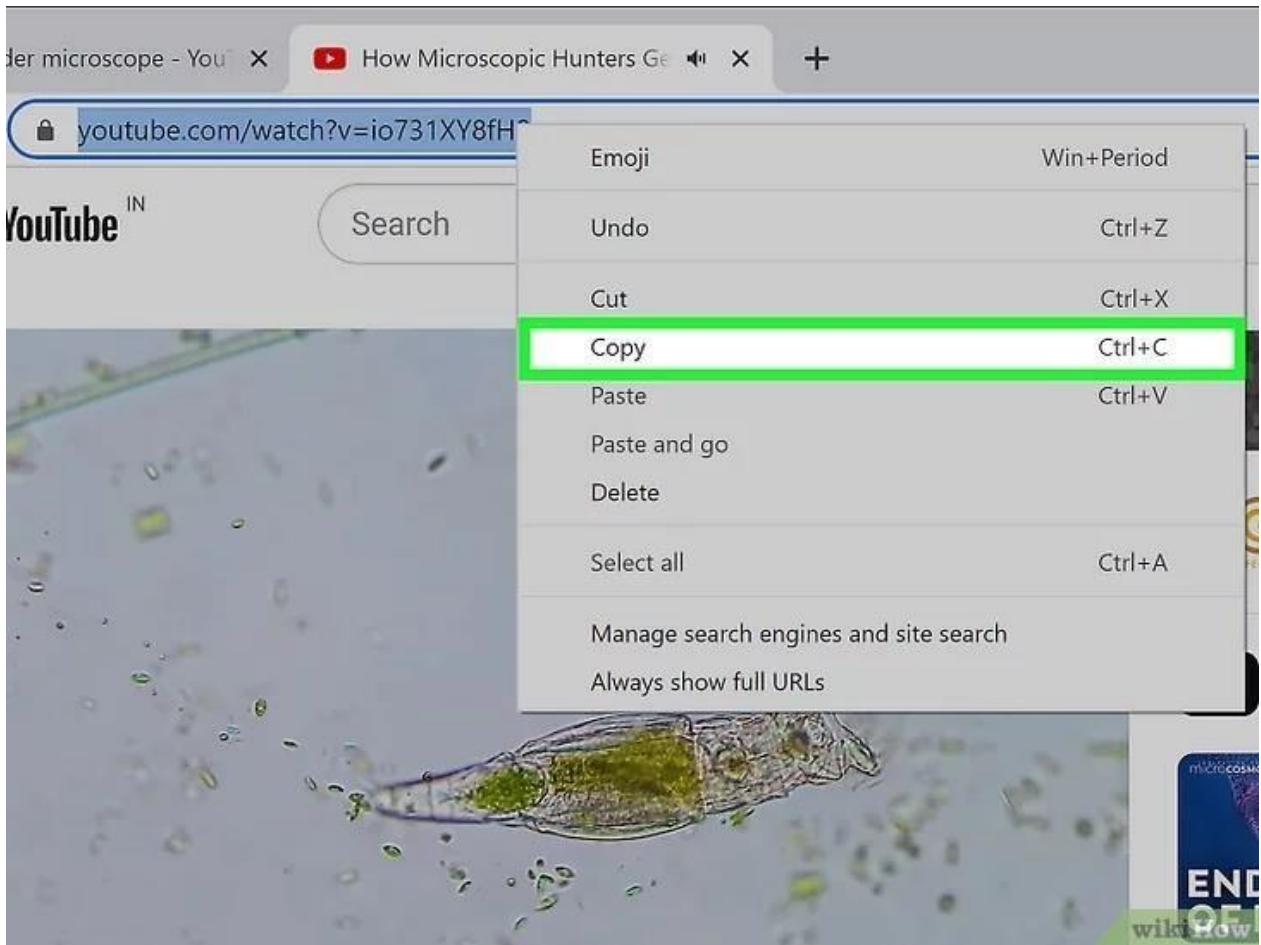 der microscope - You
How Microscopic Hunters Ge
youtube.com/watch?v=io731XY8fH
YouTube IN
Search
Emoji Win+Period
Undo Ctrl+Z
Cut Ctrl+X
Copy Ctrl+C
Paste Ctrl+V
Paste and go
Delete
Select all Ctrl+A
Manage search engines and site search
Always show full URLs
microcosm
END
OF
wikiHow